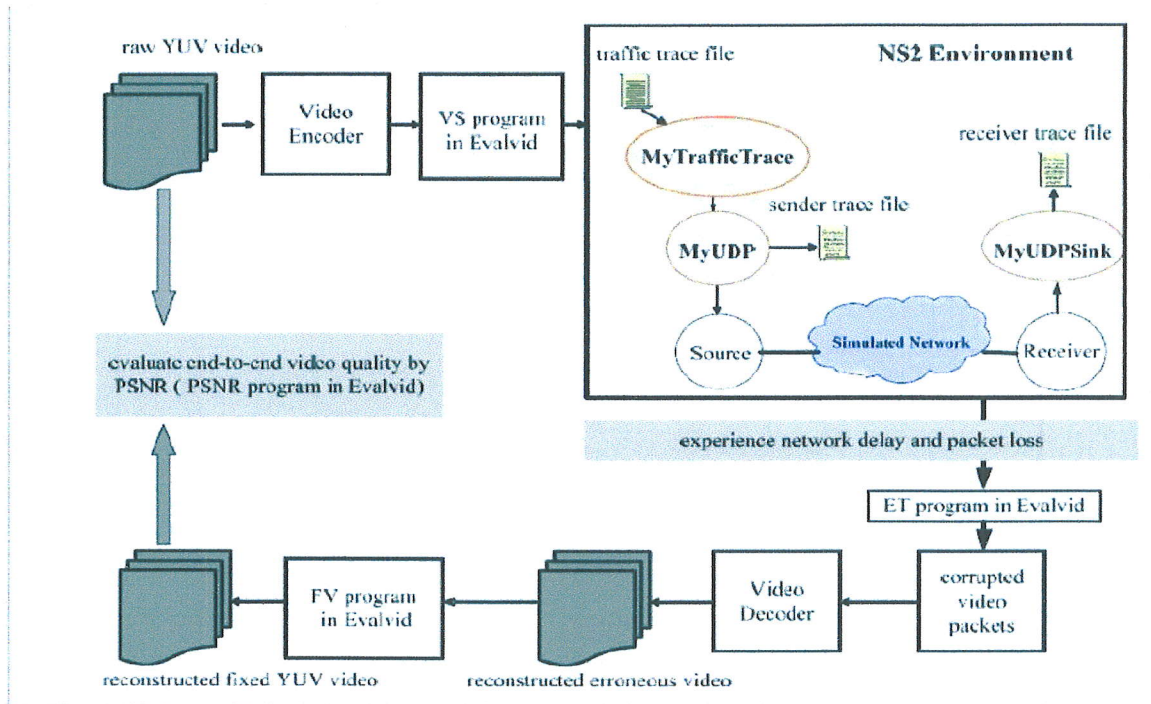 raw YUV video
Video
Encoder
VS program
in Evalvid
NS2 Environment
traffic trace file
MyTrafficTrace
sender trace file
MyUDP
Source
Simulated Network
receiver trace file
MyUDPSink
Receiver
evaluate end-to-end video quality by
PSNR ( PSNR program in Evalvid)
experience network delay and packet loss
ET program in Evalvid
corrupted
video
packets
Video
Decoder
reconstructed erroneous video
FV program
in Evalvid
reconstructed fixed YUV video